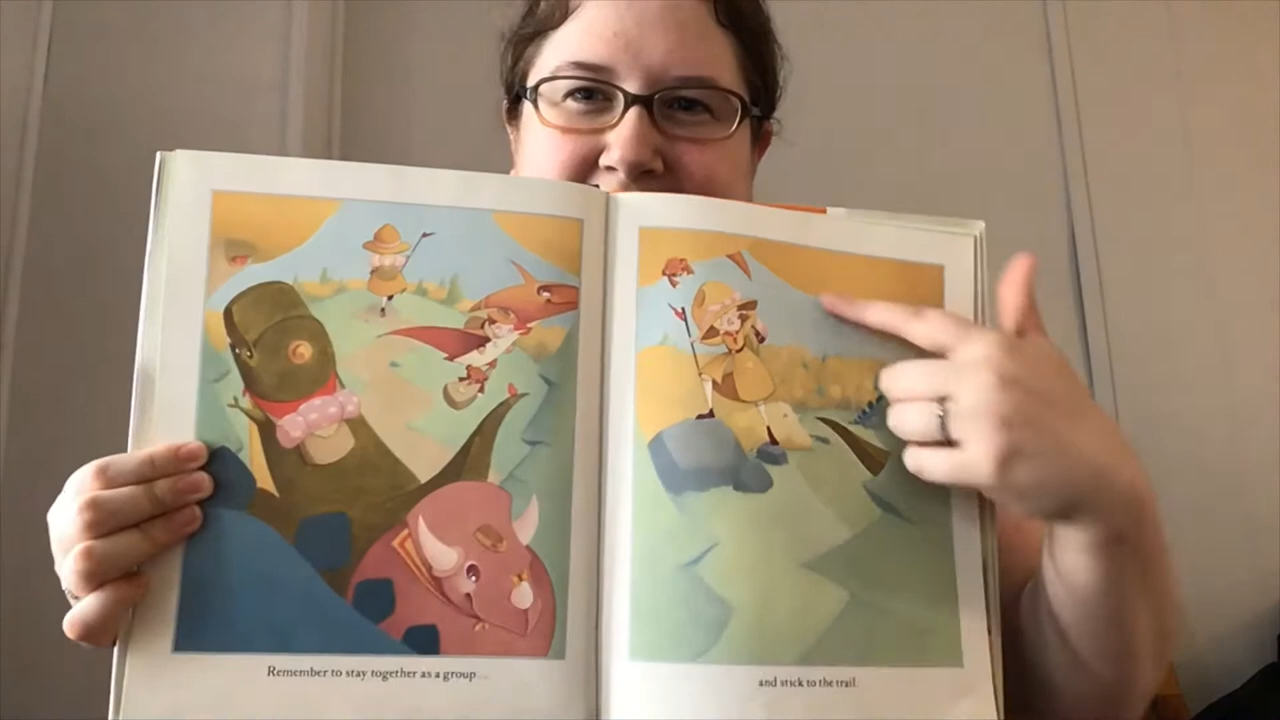 Remember to stay together as a group...
and stick to the trail.